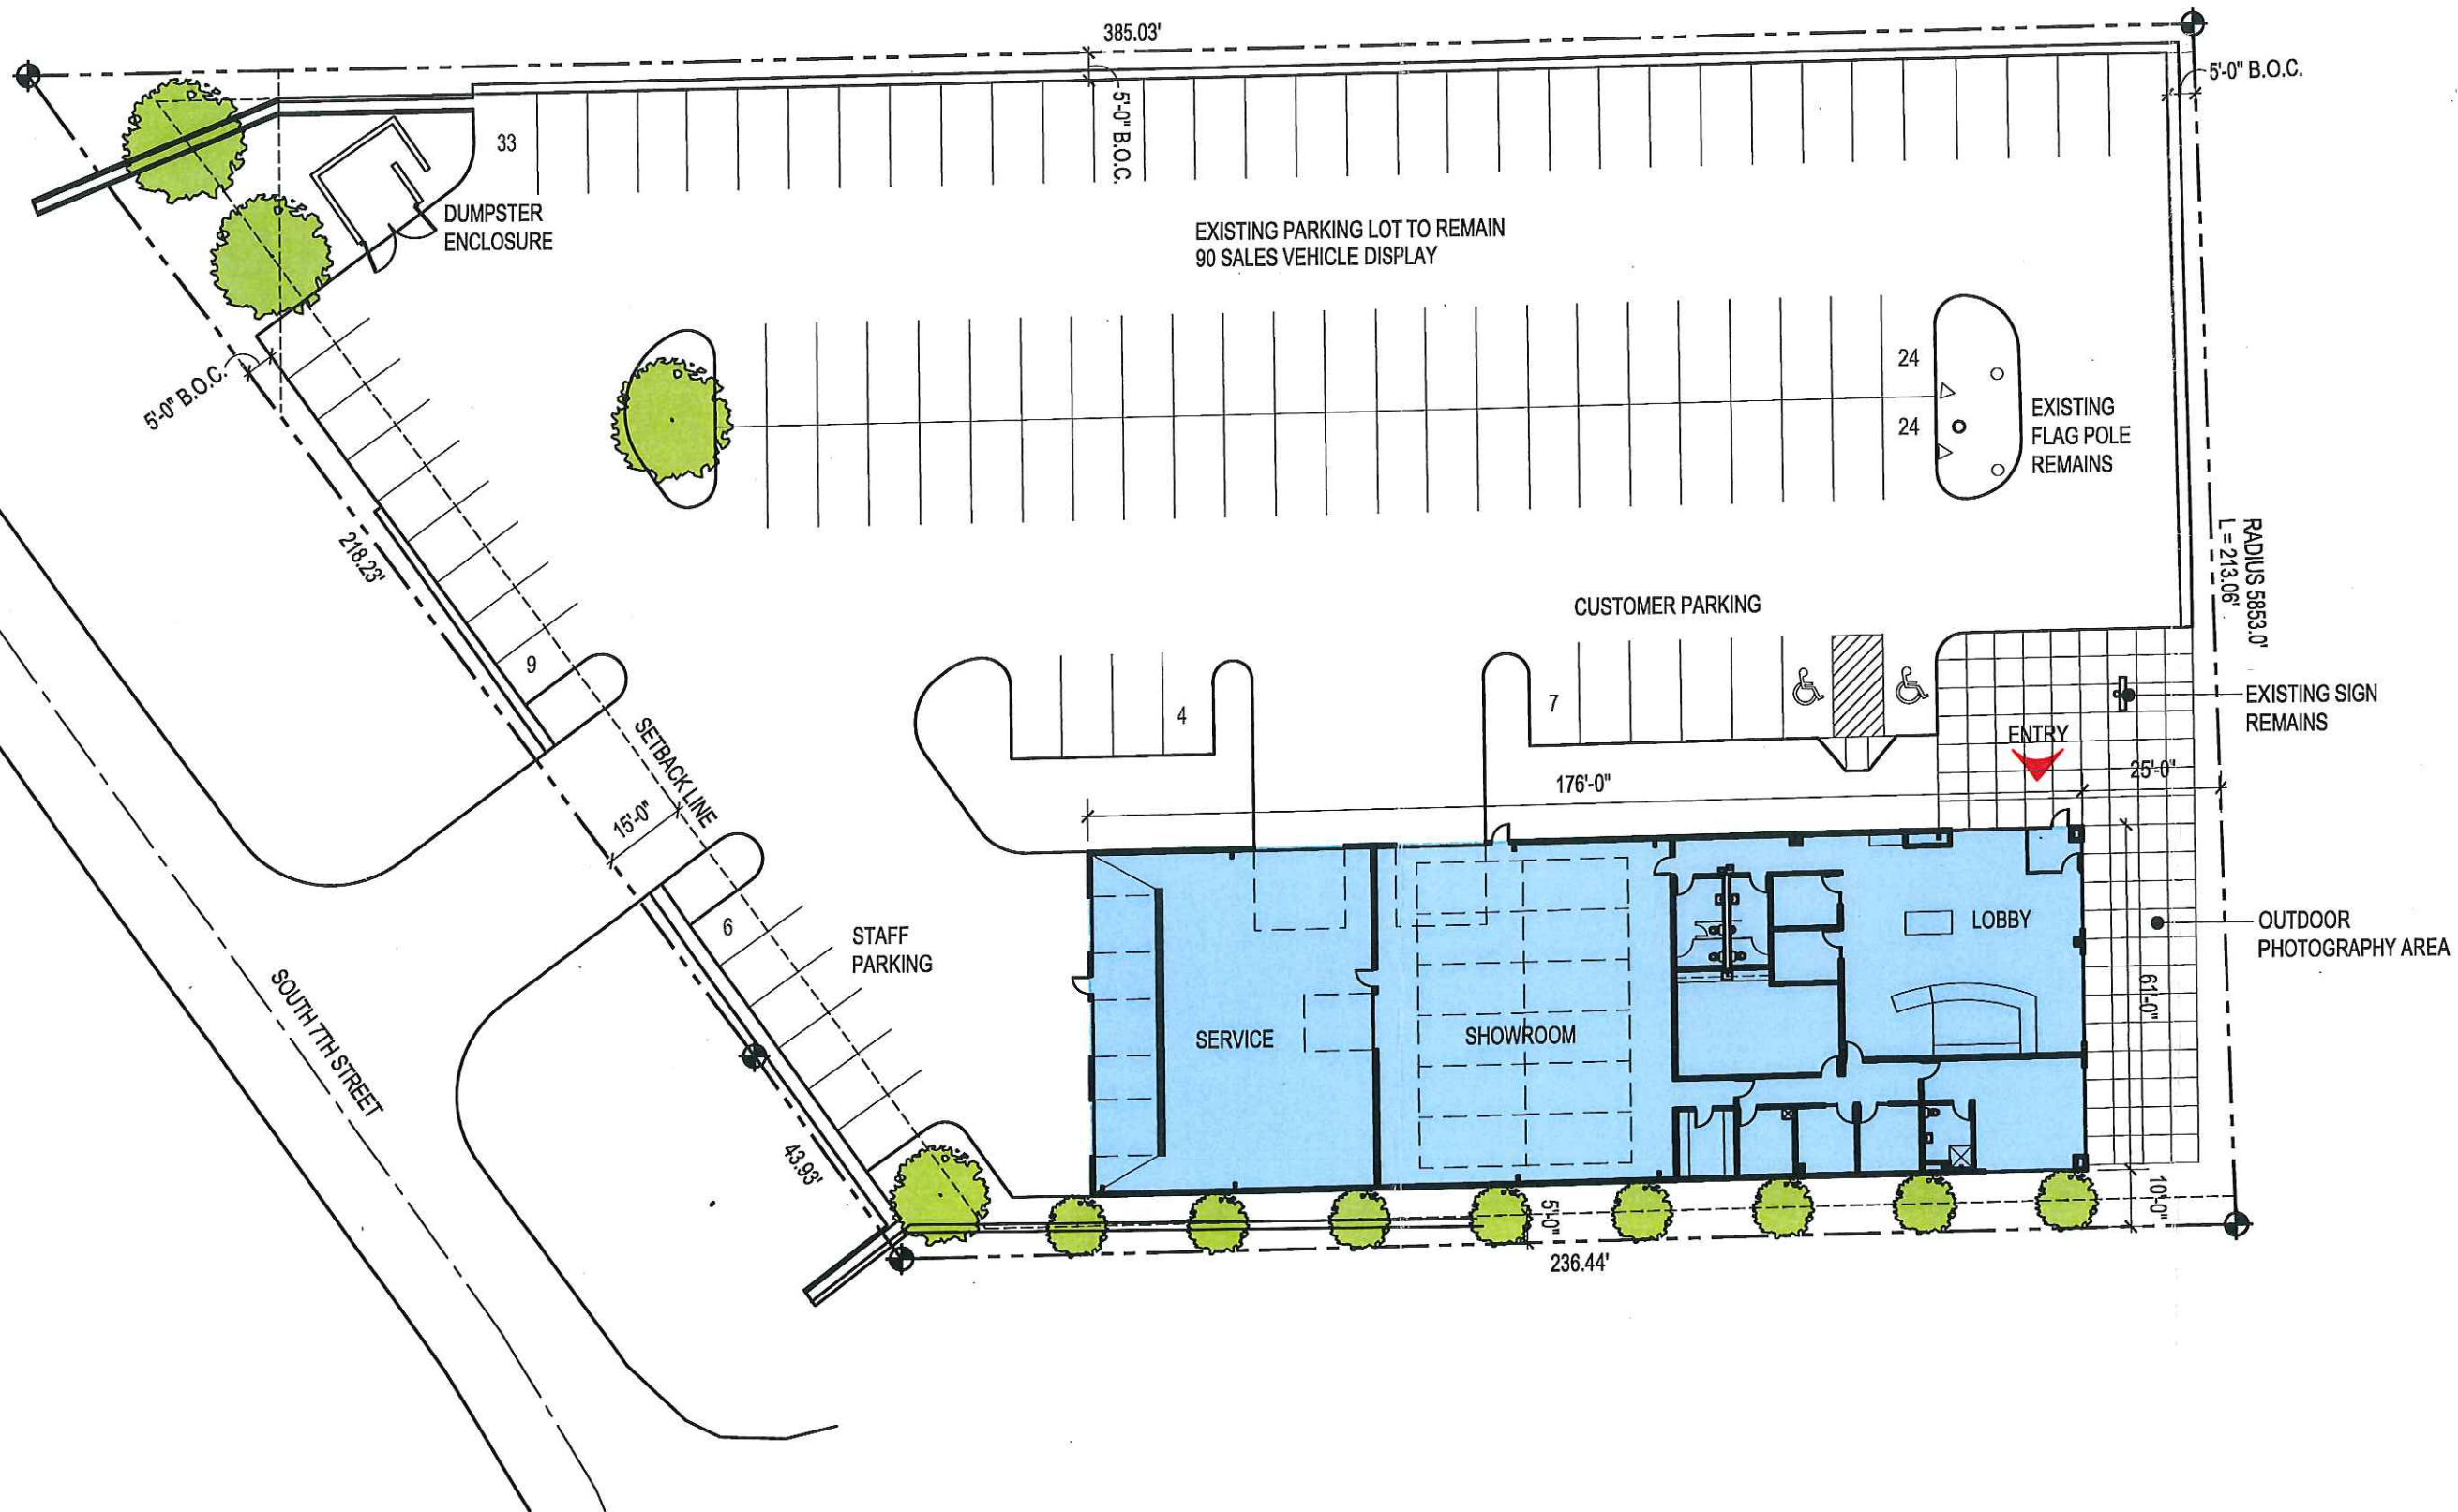 385.03'
5'-0" B.O.C.
5'-0" B.O.C.
33
DUMPSTER
ENCLOSURE
EXISTING PARKING LOT TO REMAIN
90 SALES VEHICLE DISPLAY
5'-0" B.O.C.
24
24
EXISTING
FLAG POLE
REMAINS
218.23'
RADIUS 5853.0'
L = 213.06'
CUSTOMER PARKING
9
4
7
EXISTING SIGN
REMAINS
ENTRY
SETBACK LINE
15'-0"
176'-0"
25'-0"
6
STAFF
PARKING
LOBBY
OUTDOOR
PHOTOGRAPHY AREA
61'-0"
SERVICE
SHOWROOM
SOUTH 7TH STREET
43.93'
5'-0"
10'-0"
236.44'